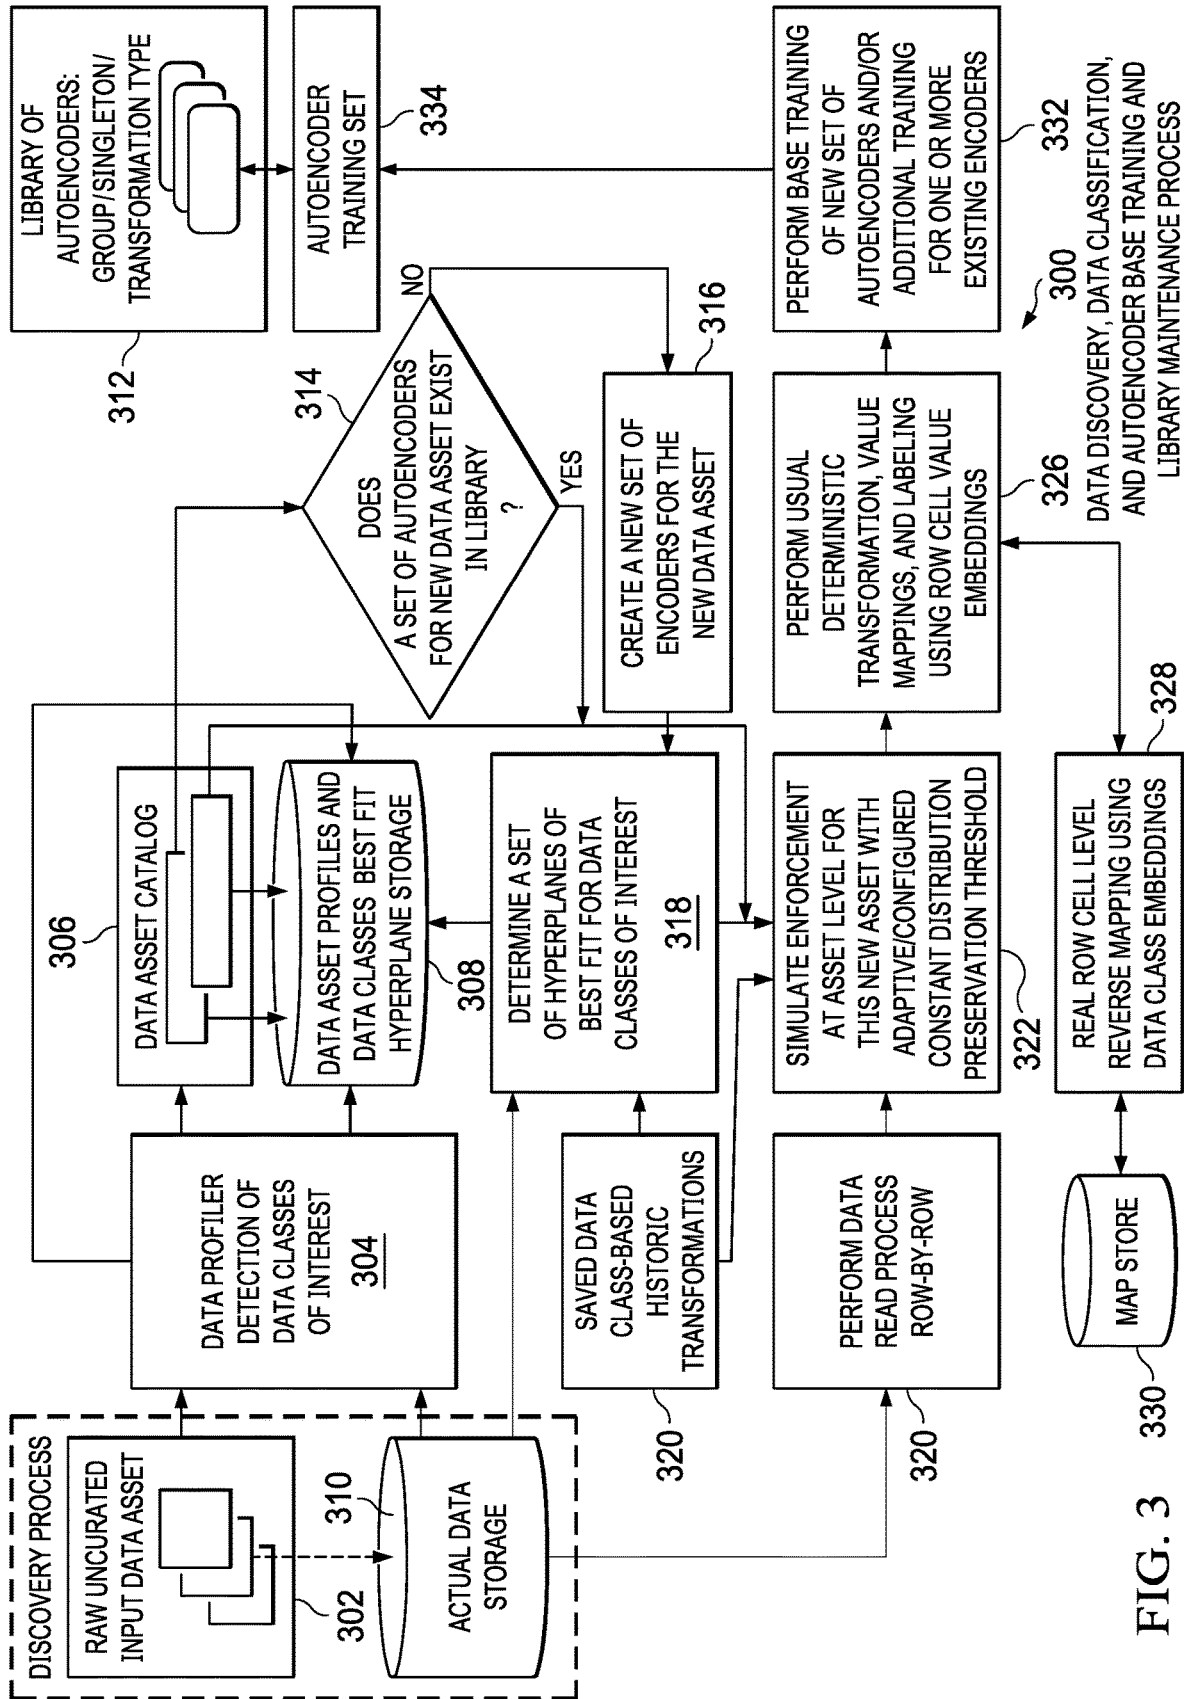 DISCOVERY PROCESS
RAW UNCURATED
INPUT DATA ASSET
302
310
ACTUAL DATA
STORAGE
DATA PROFILER
DETECTION OF
DATA CLASSES
OF INTEREST
304
306
DATA ASSET CATALOG
DATA ASSET PROFILES AND
DATA CLASSES BEST FIT
HYPERPLANE STORAGE
308
312
LIBRARY OF
AUTOENCODERS:
GROUP/SINGLETON/
TRANSFORMATION TYPE
AUTOENCODER
TRAINING SET
334
314
DOES
A SET OF AUTOENCODERS
FOR NEW DATA ASSET EXIST
IN LIBRARY
?
NO
YES
316
CREATE A NEW SET OF
ENCODERS FOR THE
NEW DATA ASSET
DETERMINE A SET
OF HYPERPLANES OF
BEST FIT FOR DATA
CLASSES OF INTEREST
318
SAVED DATA
CLASS-BASED
HISTORIC
TRANSFORMATIONS
320
PERFORM DATA
READ PROCESS
ROW-BY-ROW
320
SIMULATE ENFORCEMENT
AT ASSET LEVEL FOR
THIS NEW ASSET WITH
ADAPTIVE/CONFIGURED
CONSTANT DISTRIBUTION
PRESERVATION THRESHOLD
322
PERFORM USUAL
DETERMINISTIC
TRANSFORMATION, VALUE
MAPPINGS, AND LABELING
USING ROW CELL VALUE
EMBEDDINGS
326
PERFORM BASE TRAINING
OF NEW SET OF
AUTOENCODERS AND/OR
ADDITIONAL TRAINING
FOR ONE OR MORE
EXISTING ENCODERS
332
MAP STORE
330
REAL ROW CELL LEVEL
REVERSE MAPPING USING
DATA CLASS EMBEDDINGS
328
300
DATA DISCOVERY, DATA CLASSIFICATION,
AND AUTOENCODER BASE TRAINING AND
LIBRARY MAINTENANCE PROCESS
FIG. 3